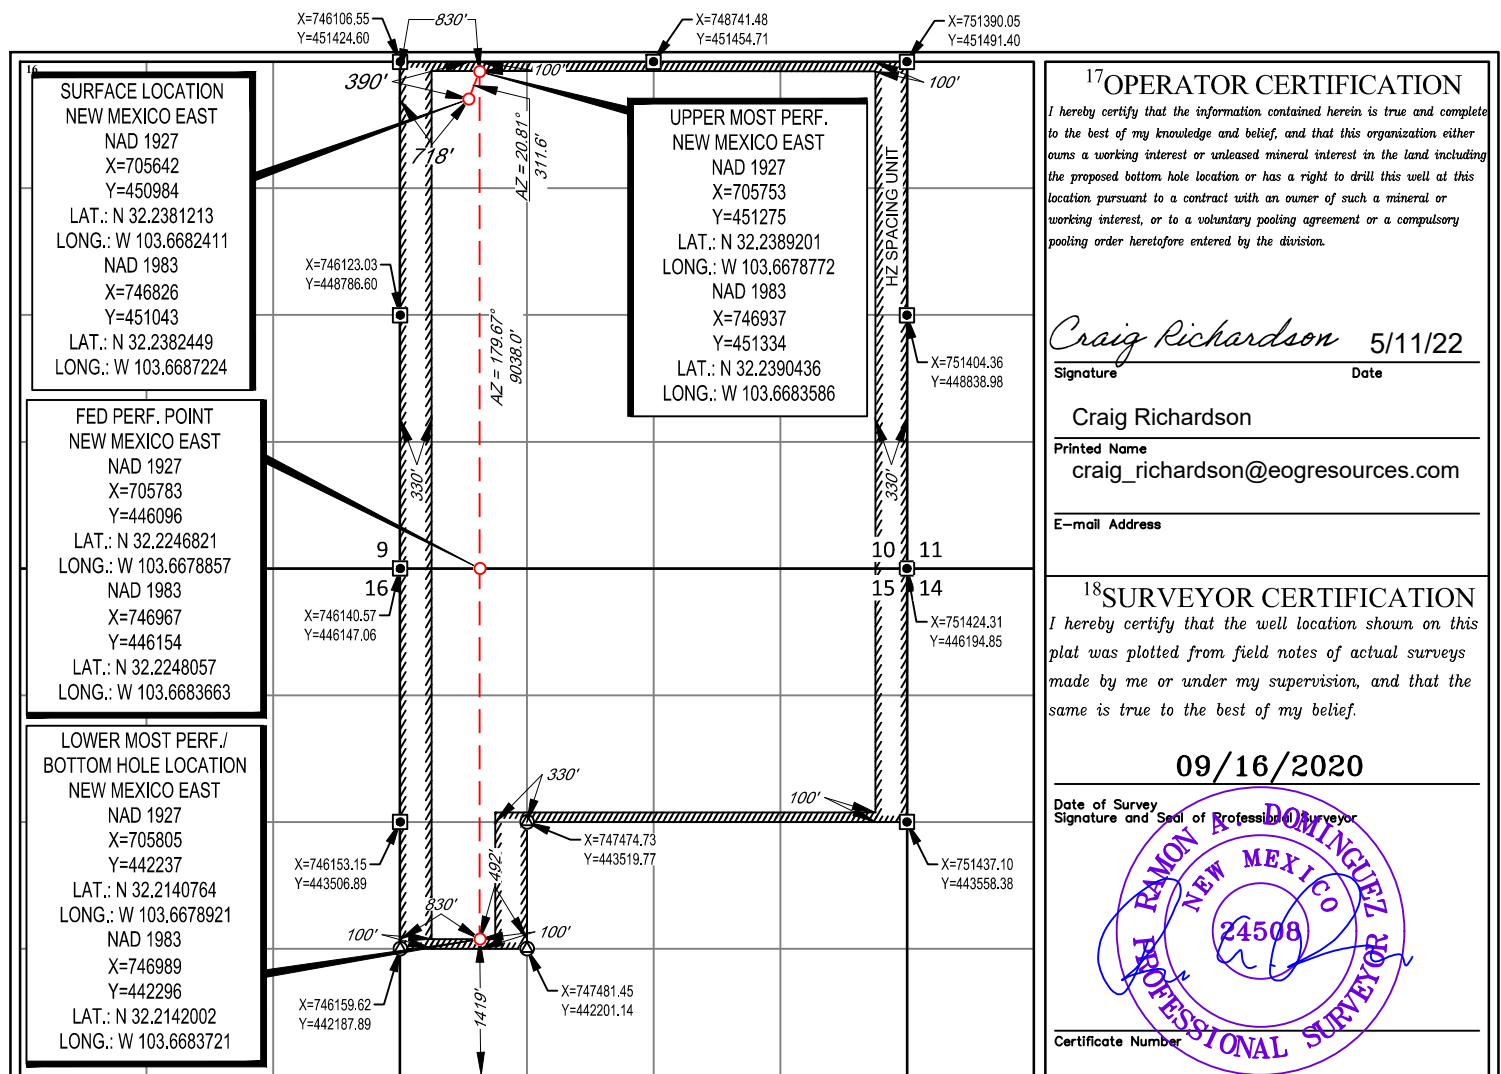 X=746106.55
Y=451424.60
830'
X=748741.48
Y=451454.71
X=751390.05
Y=451491.40
16
SURFACE LOCATION
NEW MEXICO EAST
NAD 1927
X=705642
Y=450984
LAT.: N 32.2381213
LONG.: W 103.6682411
NAD 1983
X=746826
Y=451043
LAT.: N 32.2382449
LONG.: W 103.6687224
390'
100'
718'
AZ = 20.81°
311.6'
UPPER MOST PERF.
NEW MEXICO EAST
NAD 1927
X=705753
Y=451275
LAT.: N 32.2389201
LONG.: W 103.6678772
NAD 1983
X=746937
Y=451334
LAT.: N 32.2390436
LONG.: W 103.6683586
100'
HZ SPACING UNIT
X=746123.03
Y=448786.60
AZ = 179.67°
9038.0'
X=751404.36
Y=448838.98
FED PERF. POINT
NEW MEXICO EAST
NAD 1927
X=705783
Y=446096
LAT.: N 32.2246821
LONG.: W 103.6678857
NAD 1983
X=746967
Y=446154
LAT.: N 32.2248057
LONG.: W 103.6683663
330'
330'
9
10 11
16
15 14
X=746140.57
Y=446147.06
X=751424.31
Y=446194.85
LOWER MOST PERF./
BOTTOM HOLE LOCATION
NEW MEXICO EAST
NAD 1927
X=705805
Y=442237
LAT.: N 32.2140764
LONG.: W 103.6678921
NAD 1983
X=746989
Y=442296
LAT.: N 32.2142002
LONG.: W 103.6683721
330'
100'
X=747474.73
Y=443519.77
X=746153.15
Y=443506.89
492'
X=751437.10
Y=443558.38
830'
100'
100'
X=746159.62
Y=442187.89
X=747481.45
Y=442201.14
1419'
17 OPERATOR CERTIFICATION
I hereby certify that the information contained herein is true and complete
to the best of my knowledge and belief, and that this organization either
owns a working interest or unleased mineral interest in the land including
the proposed bottom hole location or has a right to drill this well at this
location pursuant to a contract with an owner of such a mineral or
working interest, or to a voluntary pooling agreement or a compulsory
pooling order heretofore entered by the division.
Craig Richardson 5/11/22
Signature Date
Craig Richardson
Printed Name
craig_richardson@eogresources.com
E-mail Address
18 SURVEYOR CERTIFICATION
I hereby certify that the well location shown on this
plat was plotted from field notes of actual surveys
made by me or under my supervision, and that the
same is true to the best of my belief.
09/16/2020
Date of Survey
Signature and Seal of Professional Surveyor
RAMON A. DOMINGUEZ
NEW MEXICO
24508
PROFESSIONAL SURVEYOR
Certificate Number